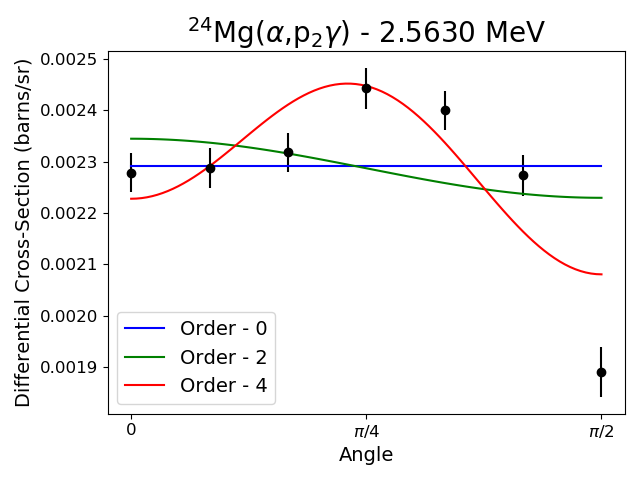 ²⁴Mg(α,p₂γ) - 2.5630 MeV
Differential Cross-Section (barns/sr)
0.0025
0.0024
0.0023
0.0022
0.0021
0.0020
0.0019
Order - 0
Order - 2
Order - 4
0
π/4
π/2
Angle